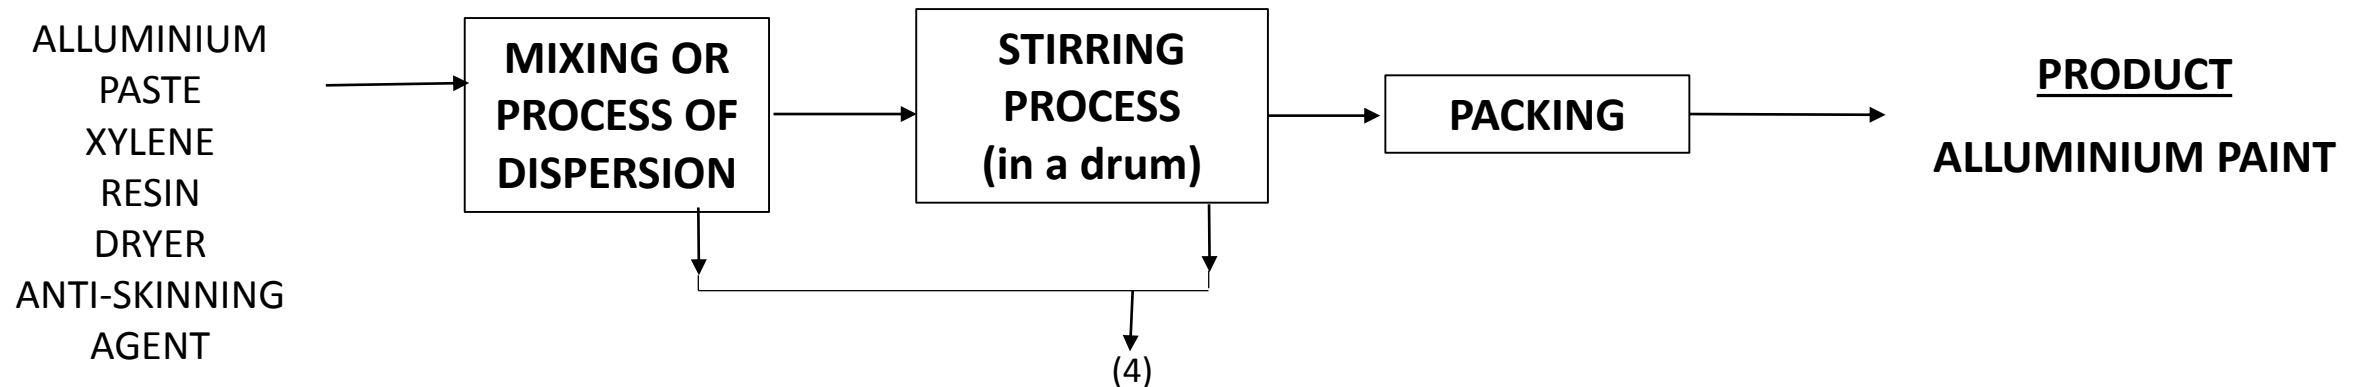 ALLUMINIUM
PASTE
XYLENE
RESIN
DRYER
ANTI-SKINNING
AGENT
MIXING OR
PROCESS OF
DISPERSION
STIRRING
PROCESS
(in a drum)
PACKING
PRODUCT
ALLUMINIUM PAINT
(4)